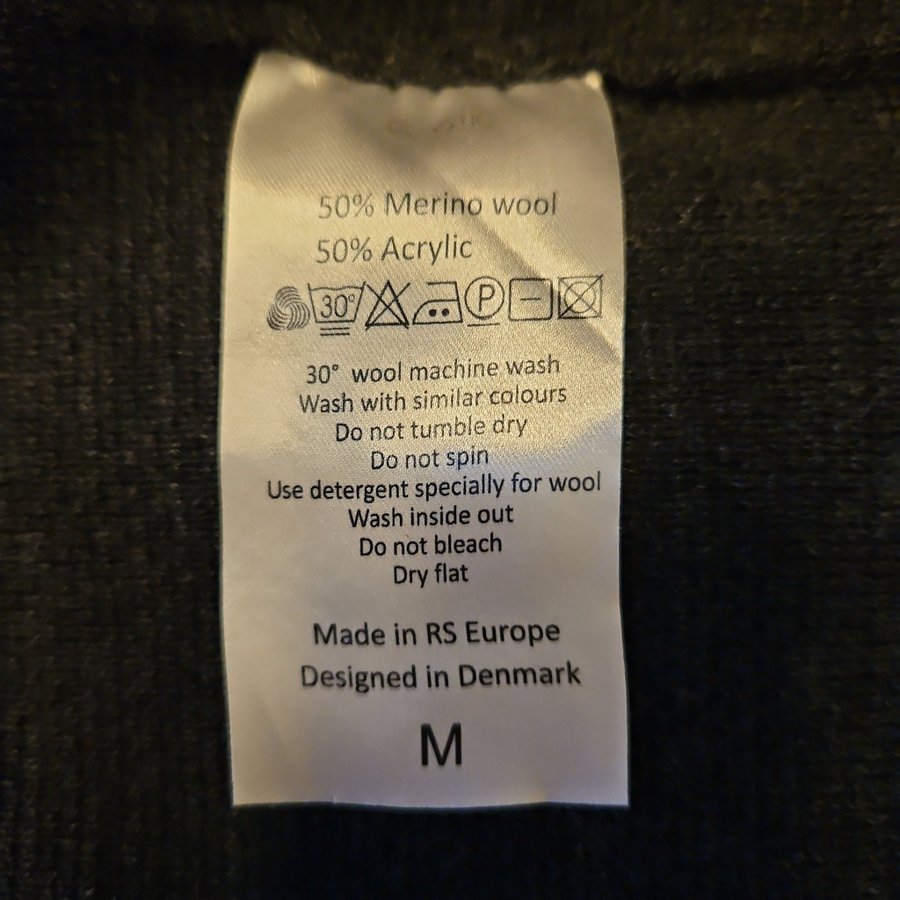 50% Merino wool
50% Acrylic
30° P
30° wool machine wash
Wash with similar colours
Do not tumble dry
Do not spin
Use detergent specially for wool
Wash inside out
Do not bleach
Dry flat
Made in RS Europe
Designed in Denmark
M